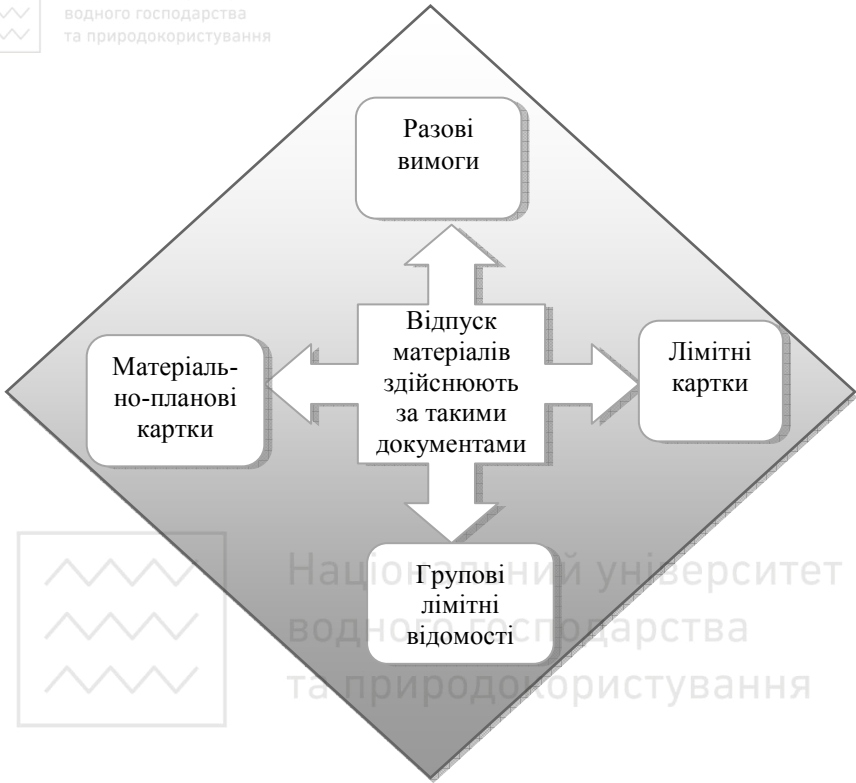 водного господарства
та природокористування
Разові
вимоги
Відпуск
матеріалів
здійснюють
за такими
документами
Матеріаль-
но-планові
картки
Лімітні
картки
Групові
лімітні
відомості
Національний університет
водного господарства
та природокористування